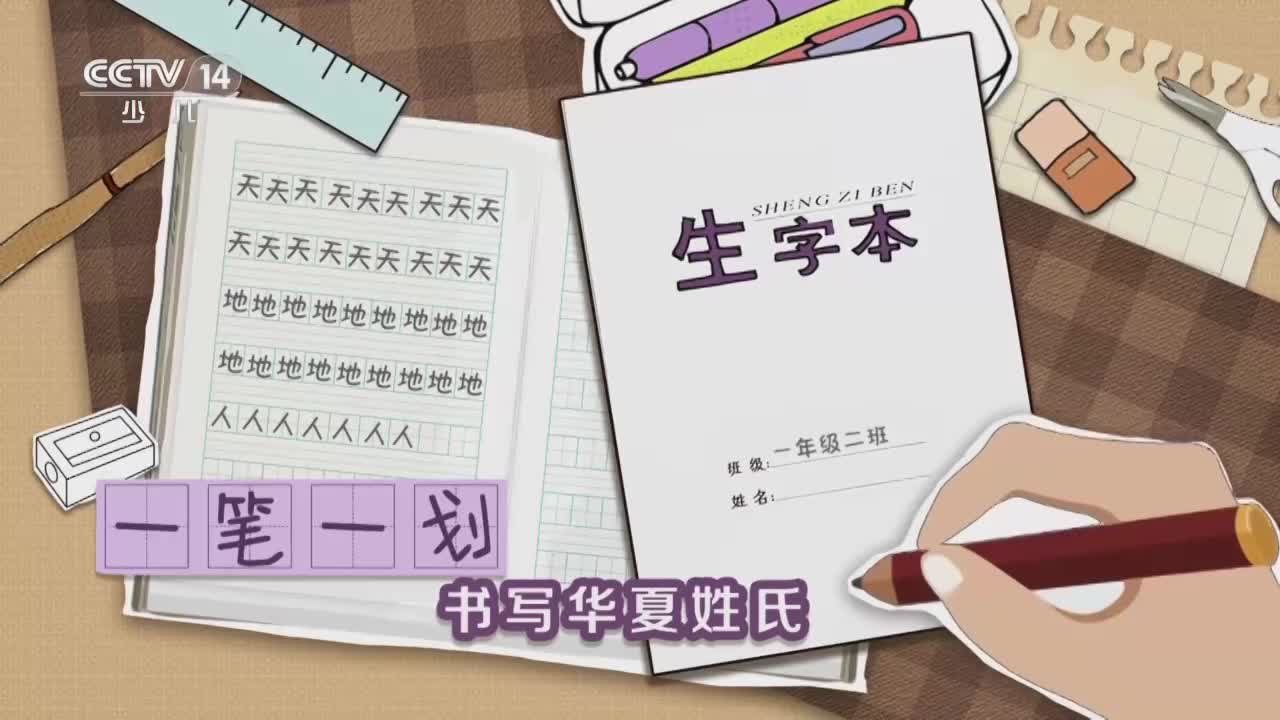 CCTV 14
少儿
天天天天天天天天天
天天天天天天天天天
地地地地地地地地地
地地地地地地地地地
人人人人人人人
SHENG ZI BEN
生字本
班级:一年级二班
姓名:
一笔一划
书写华夏姓氏